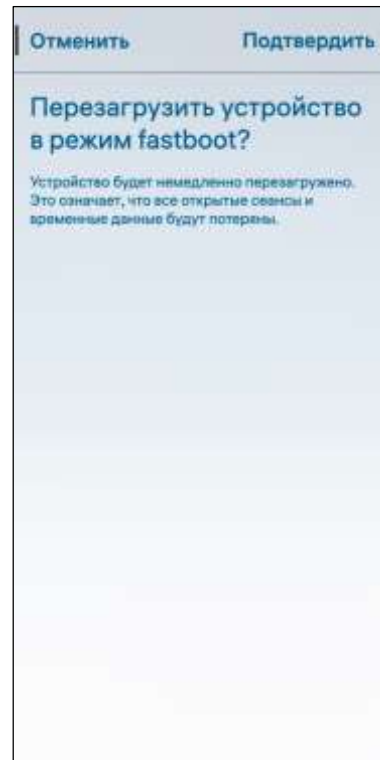 Отменить Подтвердить
Перезагрузить устройство
в режим fastboot?
Устройство будет немедленно перезагружено.
Это означает, что все открытые сеансы и
временные данные будут потеряны.